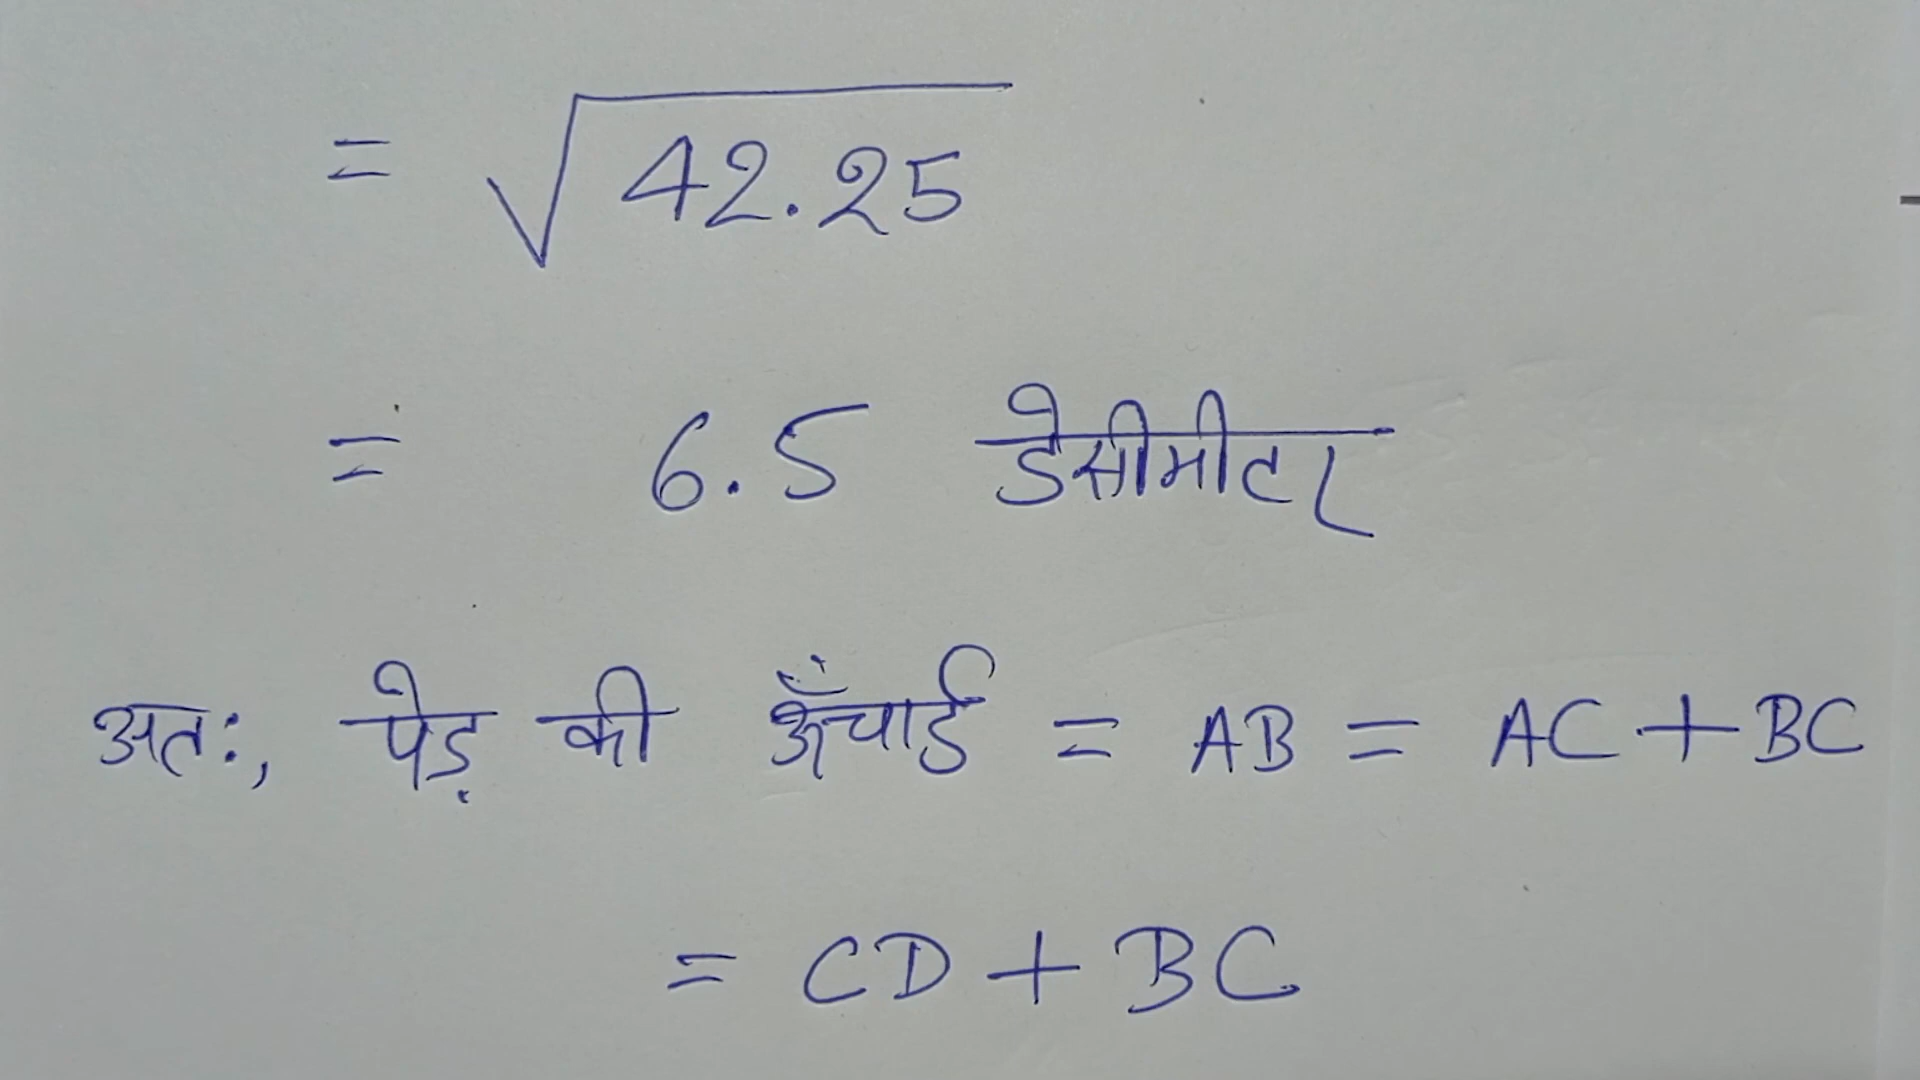 = √42.25
= 6.5 डेसीमीटर
अतः, पेड़ की ऊँचाई = AB = AC + BC
= CD + BC